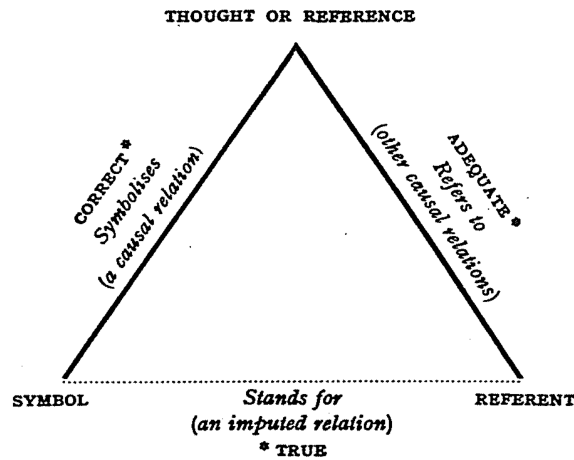 THOUGHT OR REFERENCE
CORRECT*
Symbolises
(a causal relation)
ADEQUATE*
Refers to
(other causal relations)
SYMBOL
Stands for
(an imputed relation)
* TRUE
REFERENT